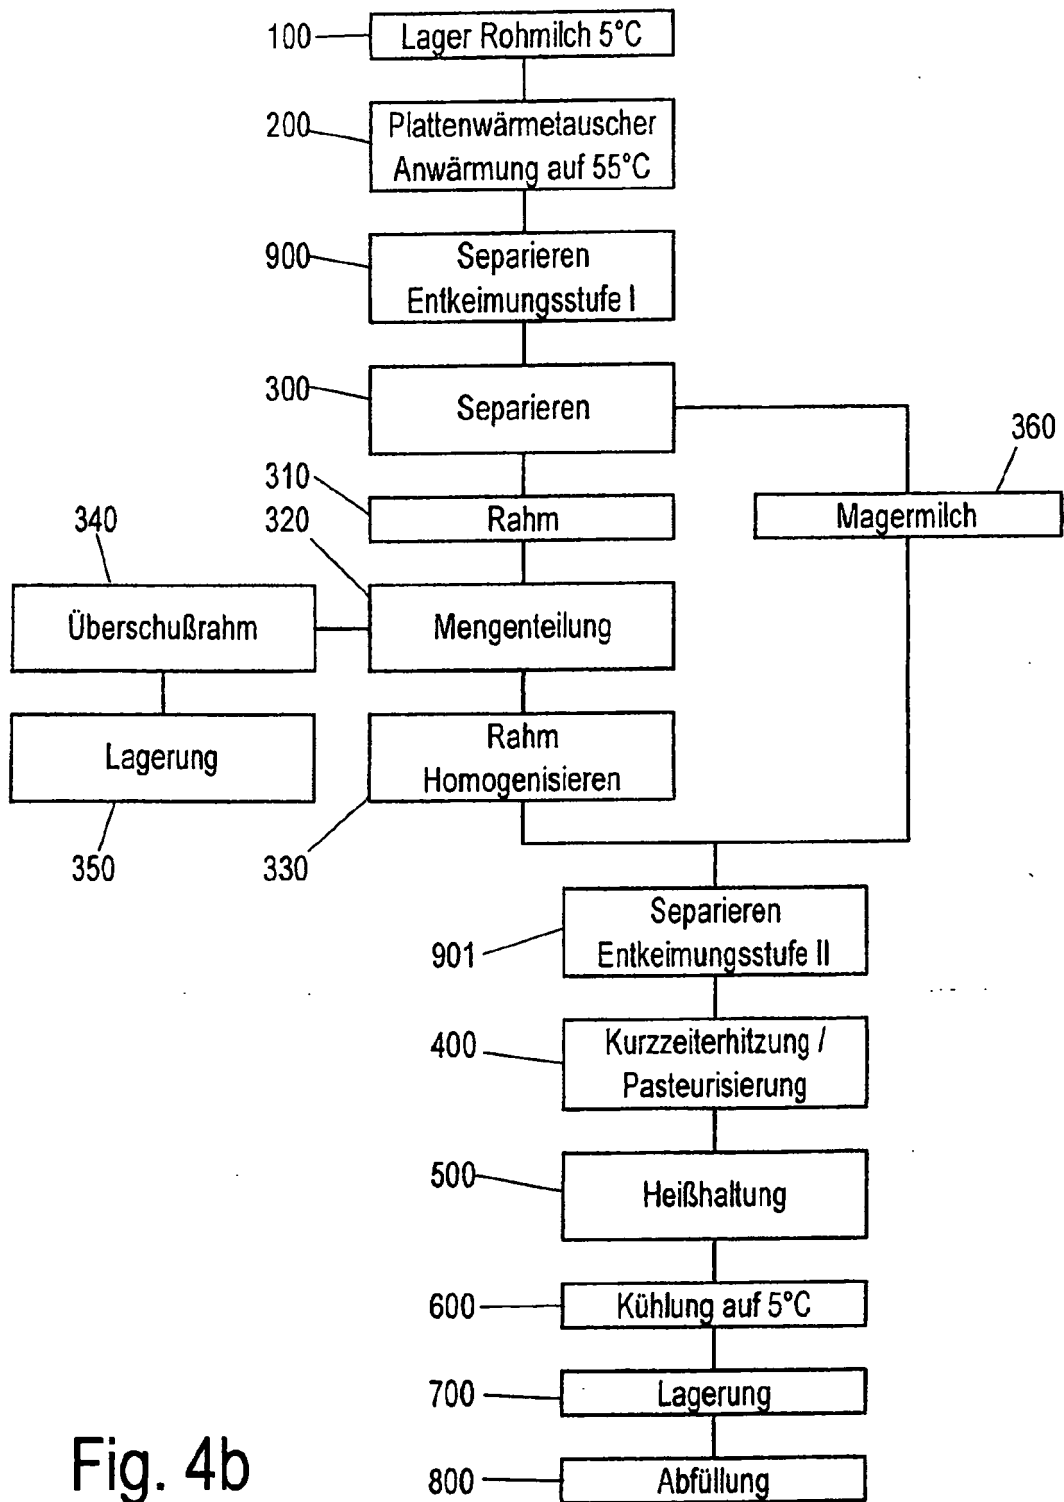 100
Lager Rohmilch 5°C
200
Plattenwärmetauscher
Anwärmung auf 55°C
900
Separieren
Entkeimungsstufe I
300
Separieren
360
310
Rahm
Magermilch
340
320
Überschußrahm
Mengenteilung
Lagerung
Rahm
Homogenisieren
350
330
Separieren
Entkeimungsstufe II
901
400
Kurzzeiterhitzung /
Pasteurisierung
500
Heißhaltung
600
Kühlung auf 5°C
700
Lagerung
800
Abfüllung
Fig. 4b